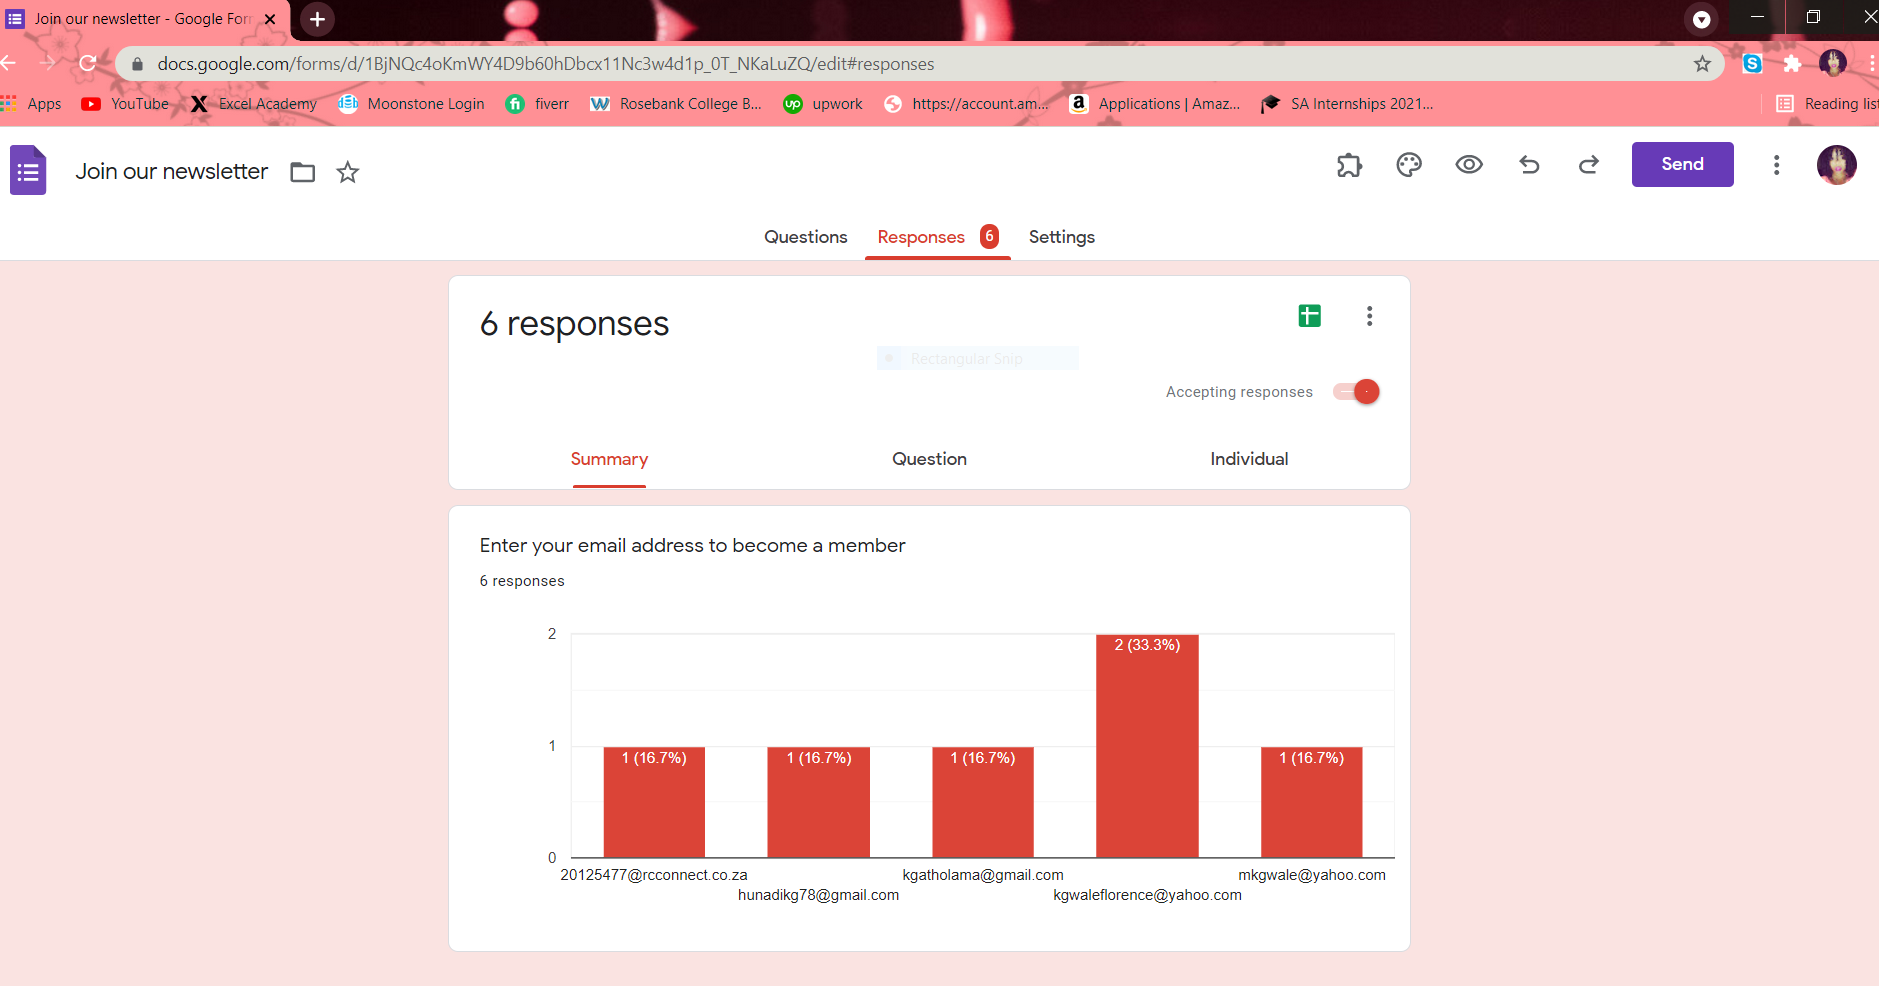 Join our newsletter - Google For
docs.google.com/forms/d/1BjNQc4oKmWY4D9b60hDbcx11Nc3w4d1p_0T_NKaLuZQ/edit#responses
Apps YouTube Excel Academy Moonstone Login fiverr Rosebank College B... upwork https://account.am... Applications | Amaz... SA Internships 2021... Reading list
Join our newsletter
Send
Questions Responses 6 Settings
6 responses
Rectangular Snip
Accepting responses
Summary Question Individual
Enter your email address to become a member
6 responses
2
2 (33.3%)
1
1 (16.7%) 1 (16.7%) 1 (16.7%) 1 (16.7%)
0
20125477@rcconnect.co.za kgatholama@gmail.com mkgwale@yahoo.com
hunadikg78@gmail.com kgwaleflorence@yahoo.com